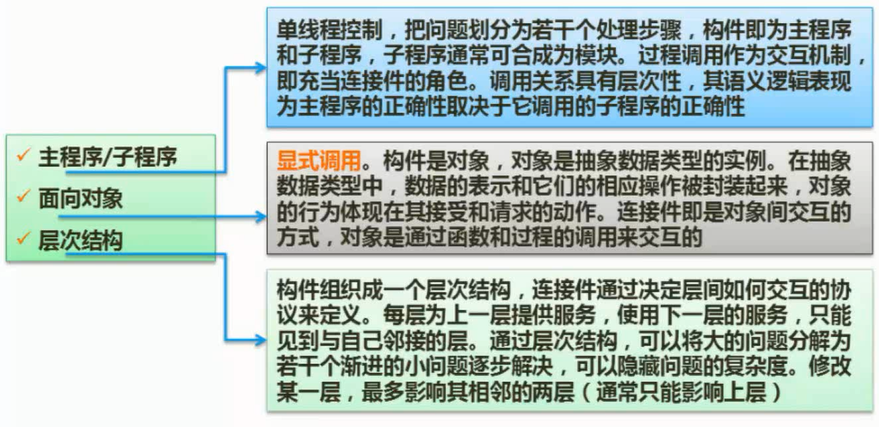 单线程控制，把问题划分为若干个处理步骤，构件即为主程序
和子程序，子程序通常可合成为模块。过程调用作为交互机制，
即充当连接件的角色。调用关系具有层次性，其语义逻辑表现
为主程序的正确性取决于它调用的子程序的正确性
✓ 主程序/子程序
✓ 面向对象
✓ 层次结构
显式调用。构件是对象，对象是抽象数据类型的实例。在抽象
数据类型中，数据的表示和它们的相应操作被封装起来，对象
的行为体现在其接受和请求的动作。连接件即是对象间交互的
方式，对象是通过函数和过程的调用来交互的
构件组织成一个层次结构，连接件通过决定层间如何交互的协
议来定义。每层为上一层提供服务，使用下一层的服务，只能
见到与自己邻接的层。通过层次结构，可以将大的问题分解为
若干个渐进的小问题逐步解决，可以隐藏问题的复杂度。修改
某一层，最多影响其相邻的两层（通常只能影响上层）